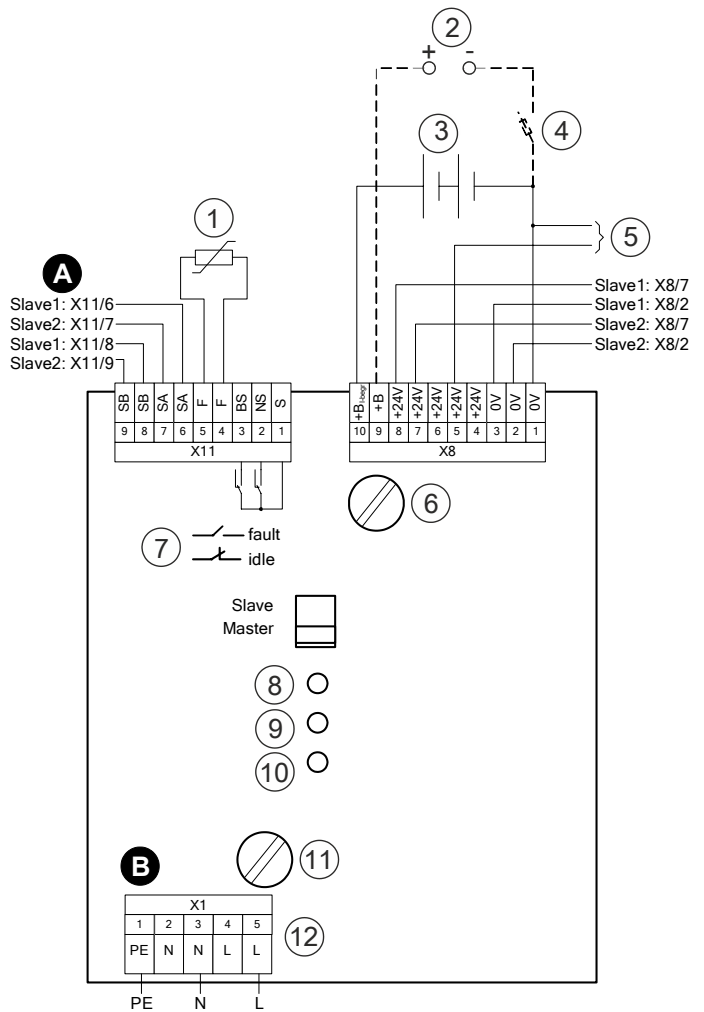 2
+ -
3
4
1
5
A
Slave1: X11/6
Slave2: X11/7
Slave1: X11/8
Slave2: X11/9
Slave1: X8/7
Slave1: X8/2
Slave2: X8/7
Slave2: X8/2
SB SB SA SA F F BS NS S
9 8 7 6 5 4 3 2 1
X11
+B I-begr +B +24V +24V +24V +24V +24V 0V 0V 0V
10 9 8 7 6 5 4 3 2 1
X8
6
7
fault
idle
Slave
Master
8
9
10
B
11
X1
1 2 3 4 5
PE N N L L
12
PE N L